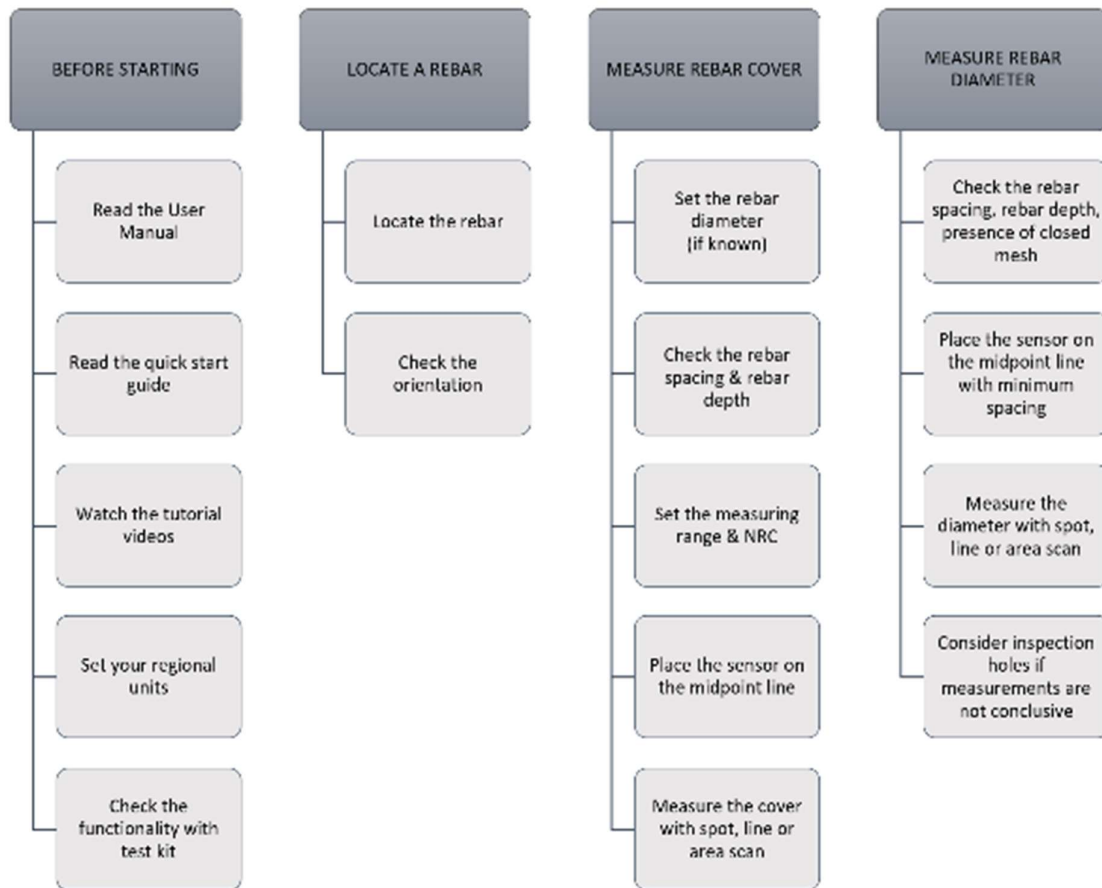 BEFORE STARTING
Read the User
Manual
Read the quick start
guide
Watch the tutorial
videos
Set your regional
units
Check the
functionality with
test kit
LOCATE A REBAR
Locate the rebar
Check the
orientation
MEASURE REBAR COVER
Set the rebar
diameter
(if known)
Check the rebar
spacing & rebar
depth
Set the measuring
range & NRC
Place the sensor on
the midpoint line
Measure the cover
with spot, line or
area scan
MEASURE REBAR
DIAMETER
Check the rebar
spacing, rebar depth,
presence of closed
mesh
Place the sensor on
the midpoint line
with minimum
spacing
Measure the
diameter with spot,
line or area scan
Consider inspection
holes if
measurements are
not conclusive